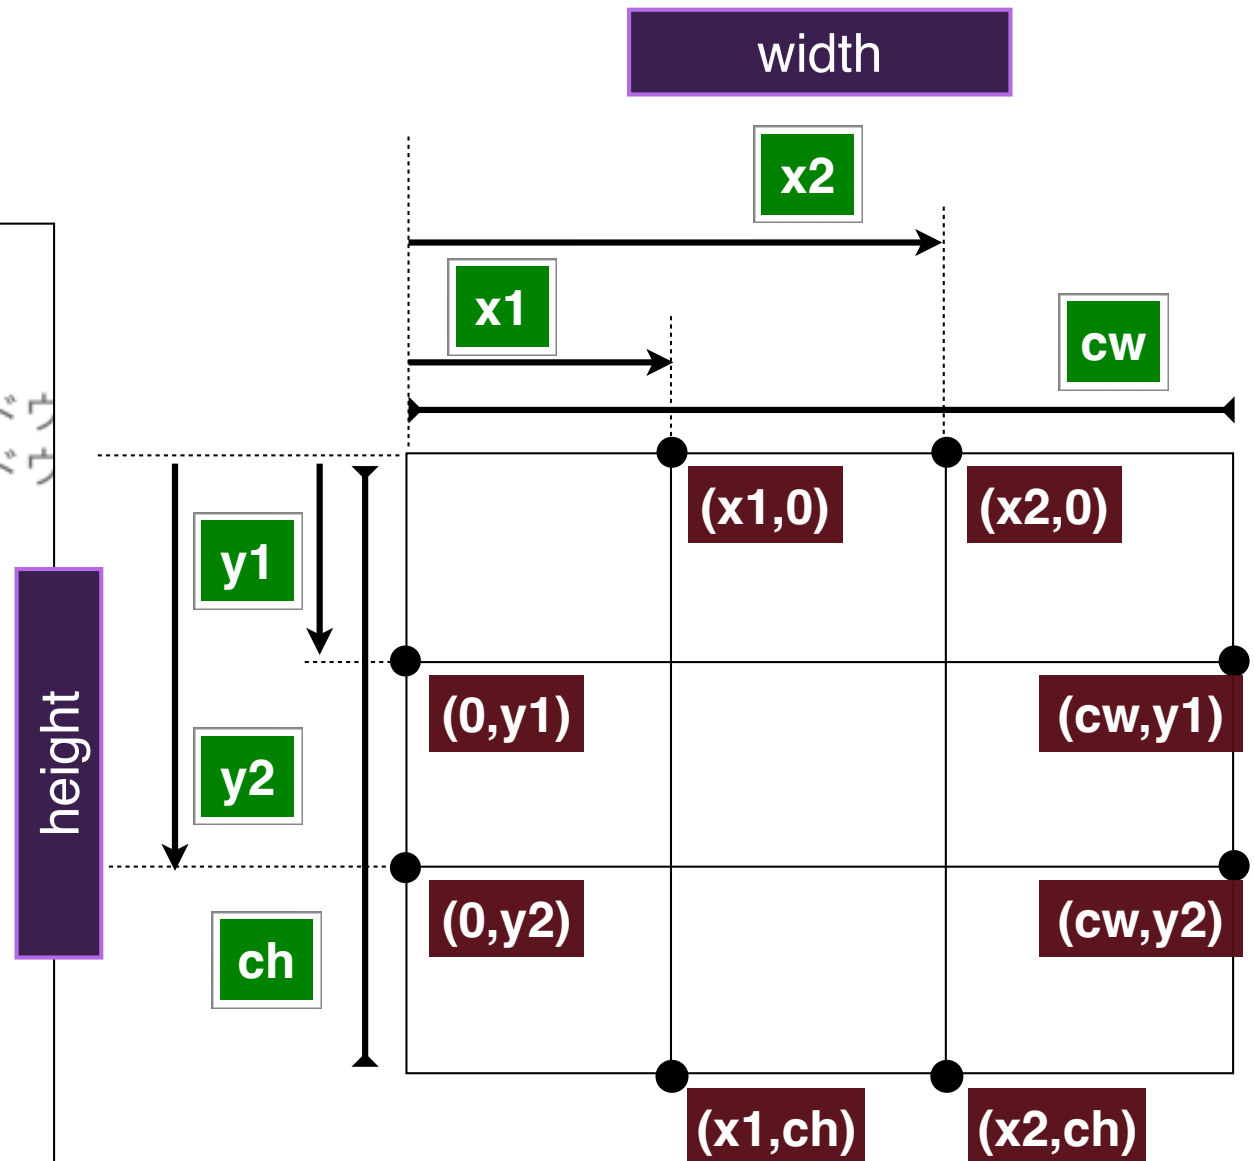 width
x2
x1
cw
(x1,0)
(x2,0)
y1
height
(0,y1)
(cw,y1)
y2
(0,y2)
(cw,y2)
ch
(x1,ch)
(x2,ch)